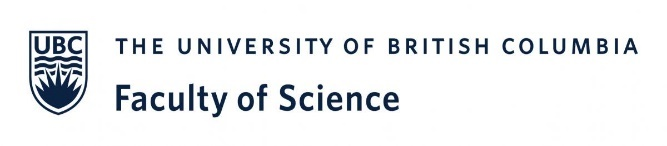 UBC
THE UNIVERSITY OF BRITISH COLUMBIA
Faculty of Science